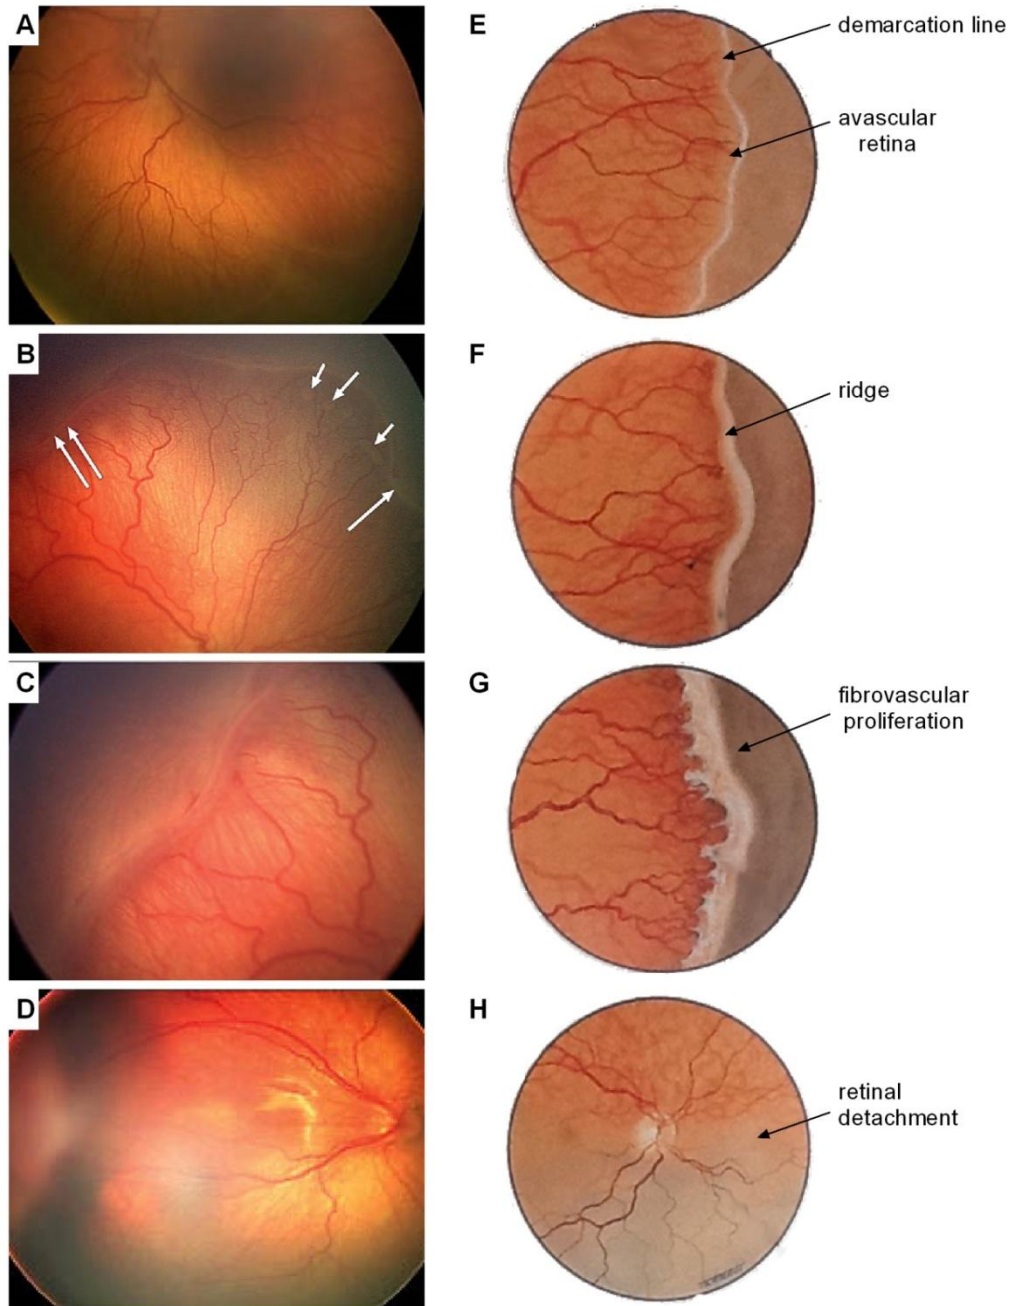 A
E
demarcation line
avascular
retina
B
F
ridge
C
G
fibrovascular
proliferation
D
H
retinal
detachment